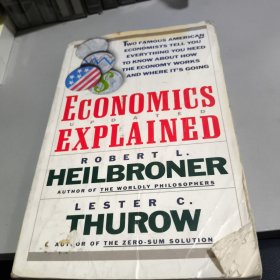 TWO FAMOUS AMERICAN
ECONOMISTS TELL YOU
EVERYTHING YOU NEED
TO KNOW ABOUT HOW
THE ECONOMY WORKS
AND WHERE IT'S GOING
ECONOMICS
UPDATED
EXPLAINED
ROBERT L.
HEILBRONER
AUTHOR OF THE WORLDLY PHILOSOPHERS
LESTER C.
THUROW
AUTHOR OF THE ZERO-SUM SOLUTION